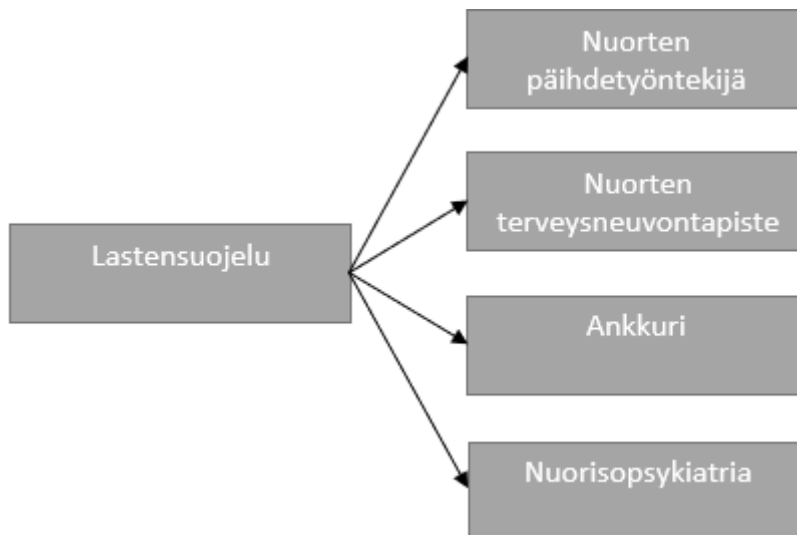 Nuorten
päihdetyöntekijä
Nuorten
terveysneuvontapiste
Lastensuojelu
Ankkuri
Nuorisopsykiatria